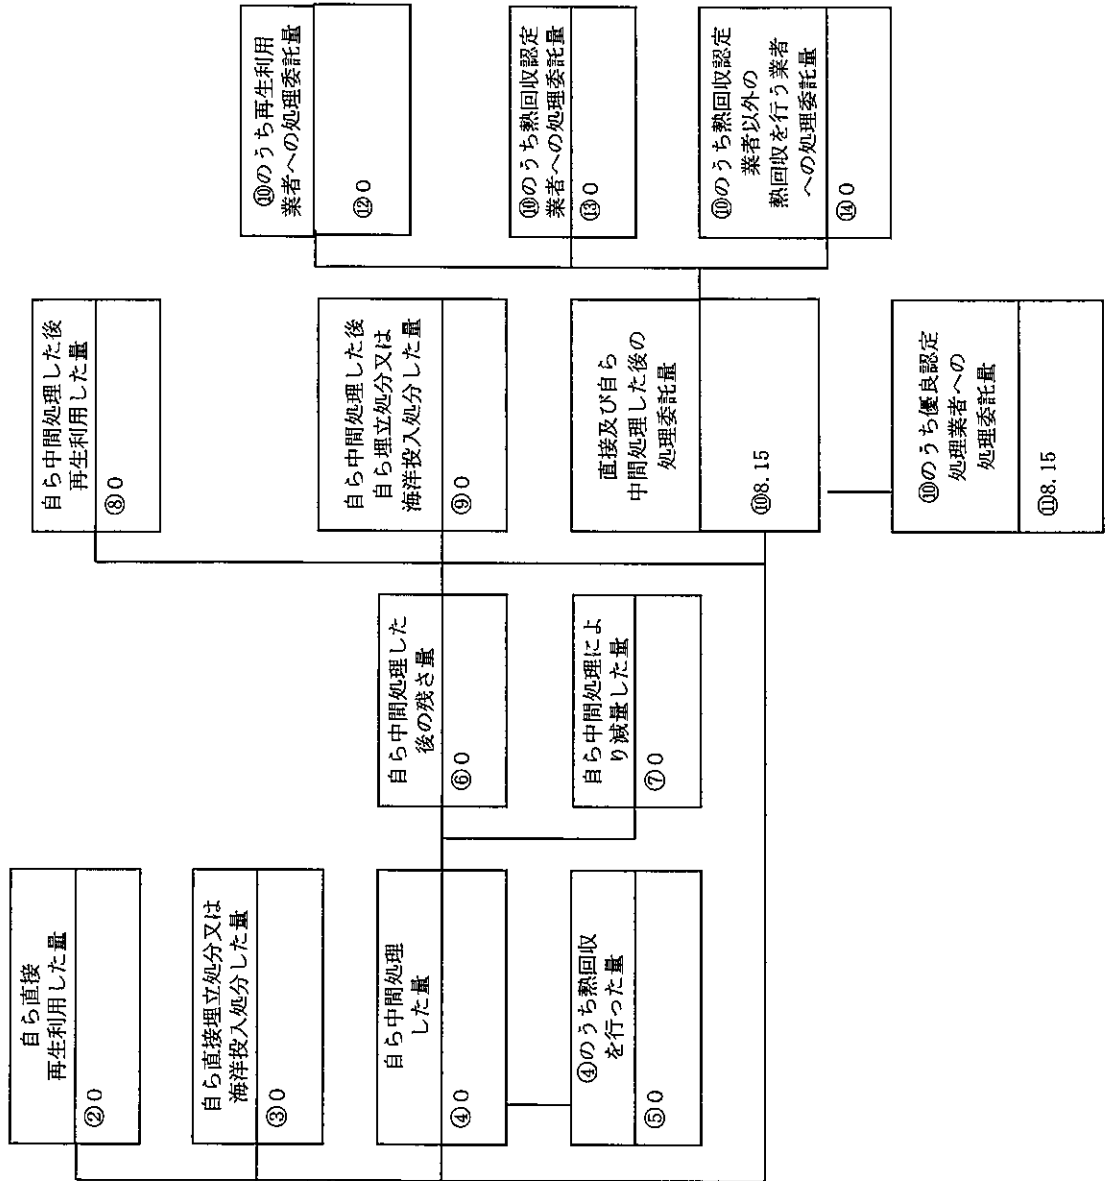 自ら直接
再生利用した量
②0
自ら直接埋立処分又は
海洋投入処分した量
③0
自ら中間処理
した量
④0
④のうち熱回収
を行った量
⑤0
自ら中間処理した
後の残さ量
⑥0
自ら中間処理によ
り減量した量
⑦0
自ら中間処理した後
再生利用した量
⑧0
自ら中間処理した後
自ら埋立処分又は
海洋投入処分した量
⑨0
直接及び自ら
中間処理した後の
処理委託量
⑩8.15
⑩のうち優良認定
処理業者への
処理委託量
⑪8.15
⑩のうち再生利用
業者への処理委託量
⑫0
⑩のうち熱回収認定
業者への処理委託量
⑬0
⑩のうち熱回収認定
業者以外の
熱回収を行う業者
への処理委託量
⑭0